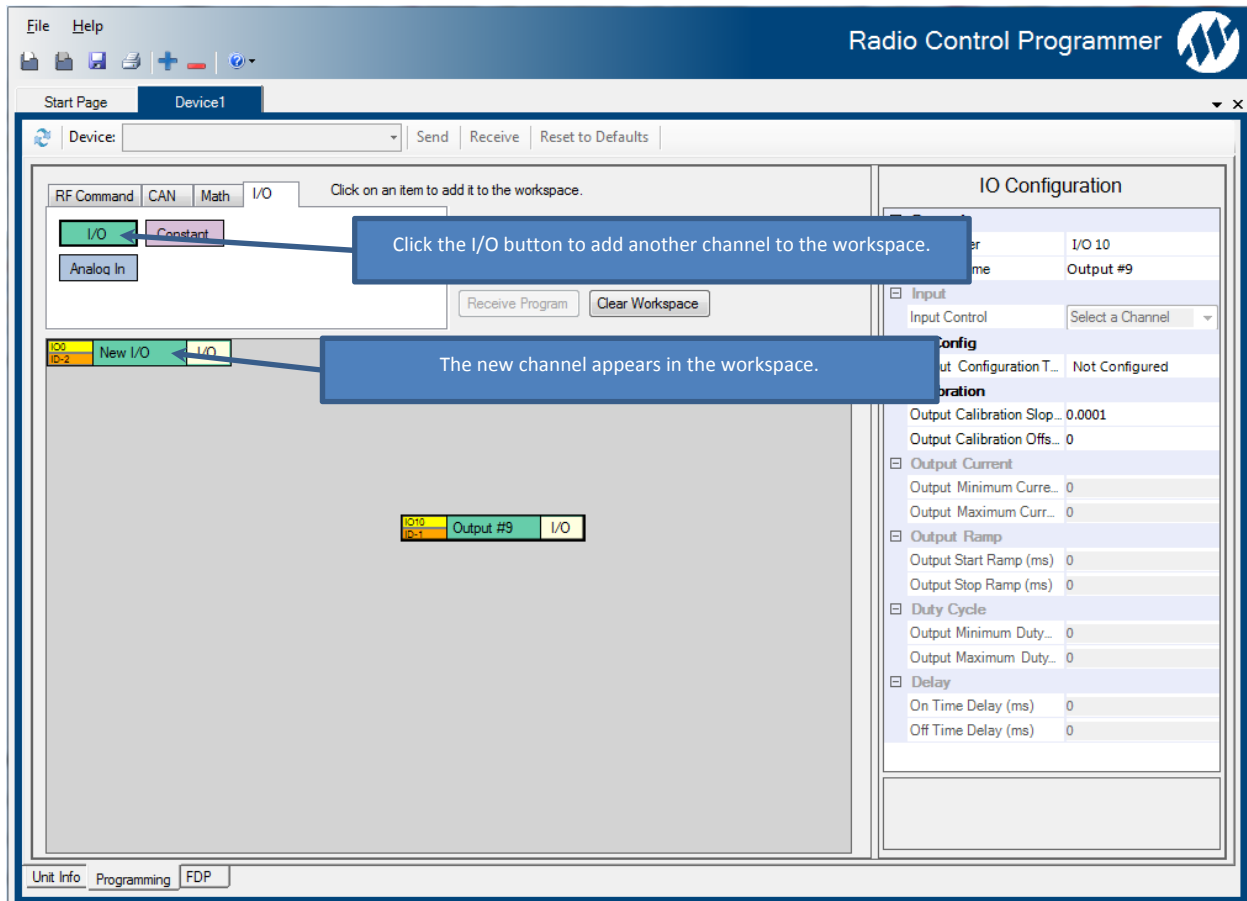 File Help
Radio Control Programmer
Start Page Device1
Device: Send Receive Reset to Defaults
RF Command CAN Math I/O Click on an item to add it to the workspace.
I/O Constant
Analog In
Click the I/O button to add another channel to the workspace.
Receive Program Clear Workspace
IO0
ID-2
New I/O I/O
The new channel appears in the workspace.
IO10
ID-1
Output #9 I/O
IO Configuration
er I/O 10
me Output #9
Input
Input Control Select a Channel
onfig
ut Configuration T... Not Configured
bration
Output Calibration Slop... 0.0001
Output Calibration Offs... 0
Output Current
Output Minimum Curre... 0
Output Maximum Curr... 0
Output Ramp
Output Start Ramp (ms) 0
Output Stop Ramp (ms) 0
Duty Cycle
Output Minimum Duty... 0
Output Maximum Duty... 0
Delay
On Time Delay (ms) 0
Off Time Delay (ms) 0
Unit Info Programming FDP